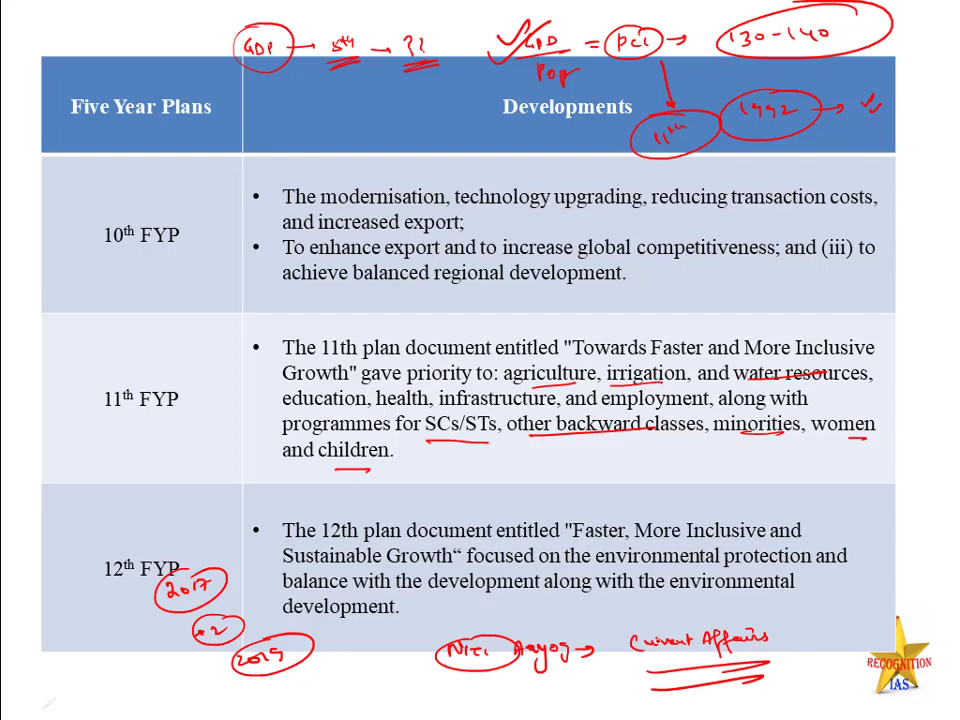 GDP → 5th → ??
GPD / Pop = PCI → 130-140
Five Year Plans
Developments
11th
1992 →
10th FYP
• The modernisation, technology upgrading, reducing transaction costs,
and increased export;
• To enhance export and to increase global competitiveness; and (iii) to
achieve balanced regional development.
11th FYP
• The 11th plan document entitled "Towards Faster and More Inclusive
Growth" gave priority to: agriculture, irrigation, and water resources,
education, health, infrastructure, and employment, along with
programmes for SCs/STs, other backward classes, minorities, women
and children.
12th FYP
• The 12th plan document entitled "Faster, More Inclusive and
Sustainable Growth“ focused on the environmental protection and
balance with the development along with the environmental
development.
2017
2
Niti Aayog → Current Affairs
RECOGNITION
IAS